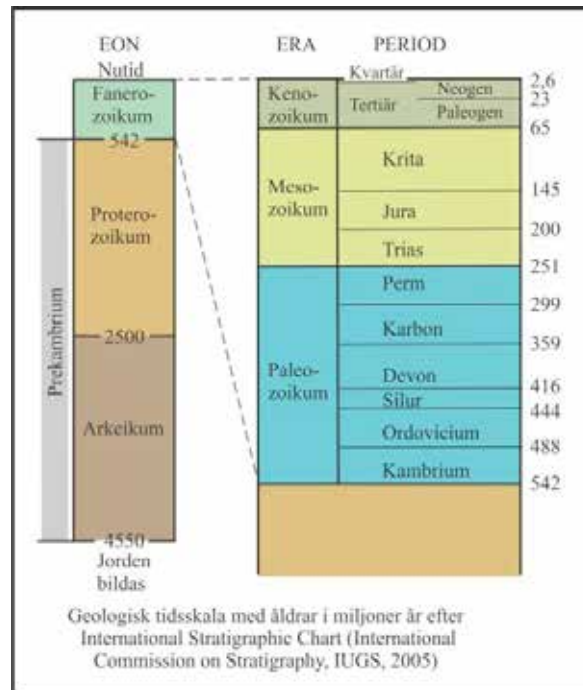 EON
Nutid
Fanero-
zoikum
542
Protero-
zoikum
2500
Prekambrium
Arkeikum
4550
Jorden
bildas
ERA
PERIOD
Keno-
zoikum
Kvartär
Tertiär
Neogen
Paleogen
2,6
23
65
Meso-
zoikum
Krita
145
Jura
200
Trias
251
Paleo-
zoikum
Perm
299
Karbon
359
Devon
416
Silur
444
Ordovicium
488
Kambrium
542
Geologisk tidsskala med åldrar i miljoner år efter
International Stratigraphic Chart (International
Commission on Stratigraphy, IUGS, 2005)